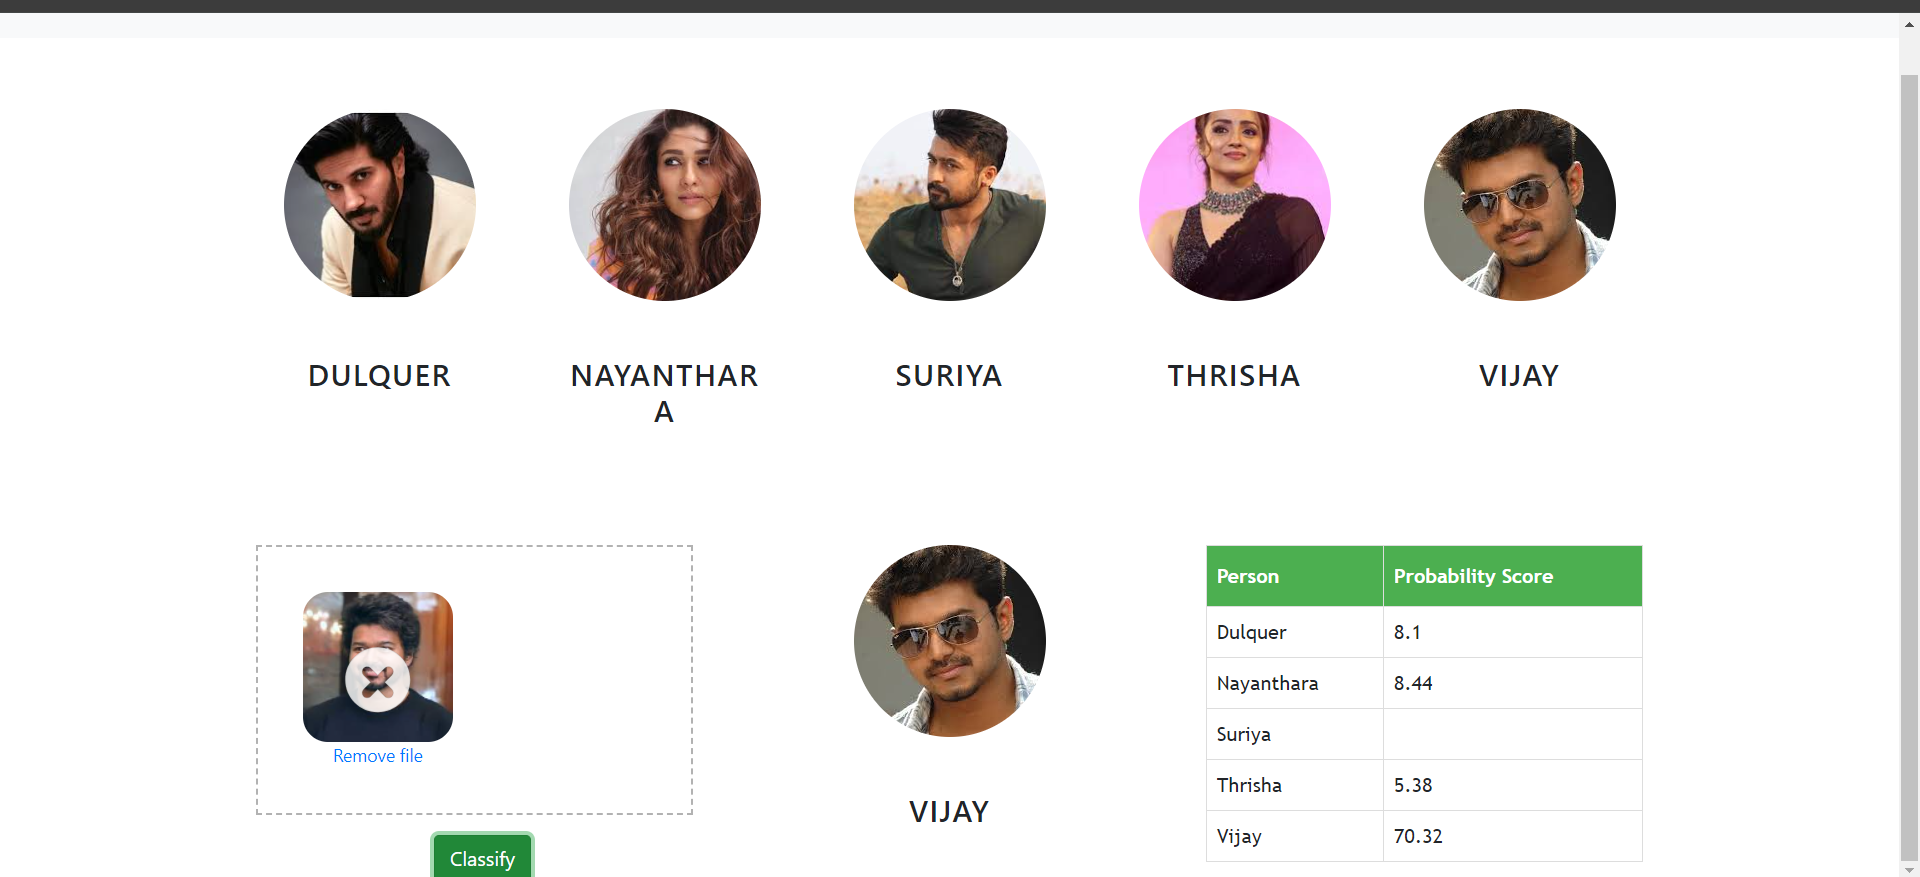 DULQUER
NAYANTHAR
A
SURIYA
THRISHA
VIJAY
Remove file
Classify
VIJAY
Person Probability Score
Dulquer 8.1
Nayanthara 8.44
Suriya
Thrisha 5.38
Vijay 70.32